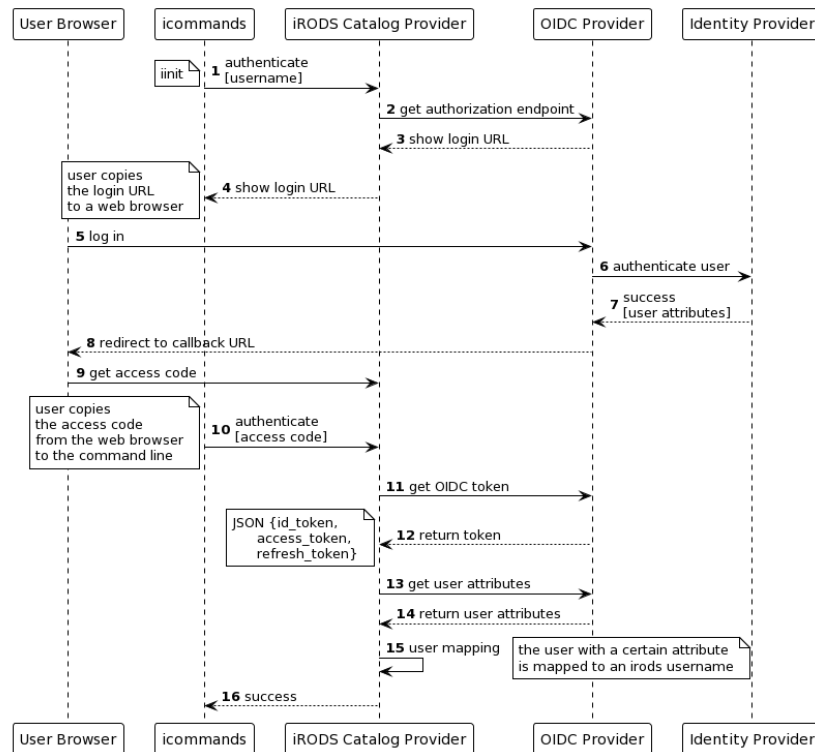 User Browser
icommands
iRODS Catalog Provider
OIDC Provider
Identity Provider
iinit
1 authenticate
[username]
2 get authorization endpoint
3 show login URL
user copies
the login URL
to a web browser
4 show login URL
5 log in
6 authenticate user
7 success
[user attributes]
8 redirect to callback URL
9 get access code
user copies
the access code
from the web browser
to the command line
10 authenticate
[access code]
11 get OIDC token
JSON {id_token,
access_token,
refresh_token}
12 return token
13 get user attributes
14 return user attributes
15 user mapping
the user with a certain attribute
is mapped to an irods username
16 success
User Browser
icommands
iRODS Catalog Provider
OIDC Provider
Identity Provider